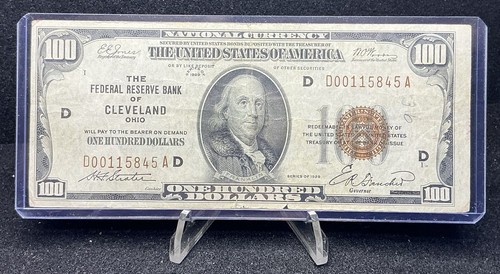 NATIONAL CURRENCY
100
SECURED BY UNITED STATES BONDS DEPOSITED WITH THE TREASURER OF
100
THE UNITED STATES OF AMERICA
OR BY LIKE DEPOSIT
OF OTHER SECURITIES
THE
FEDERAL RESERVE BANK
OF
CLEVELAND
OHIO
WILL PAY TO THE BEARER ON DEMAND
ONE HUNDRED DOLLARS
D
D
D00115845A
100
D00115845A
D
D
SERIES OF 1929
100
ONE HUNDRED
DOLLARS
100
Governor